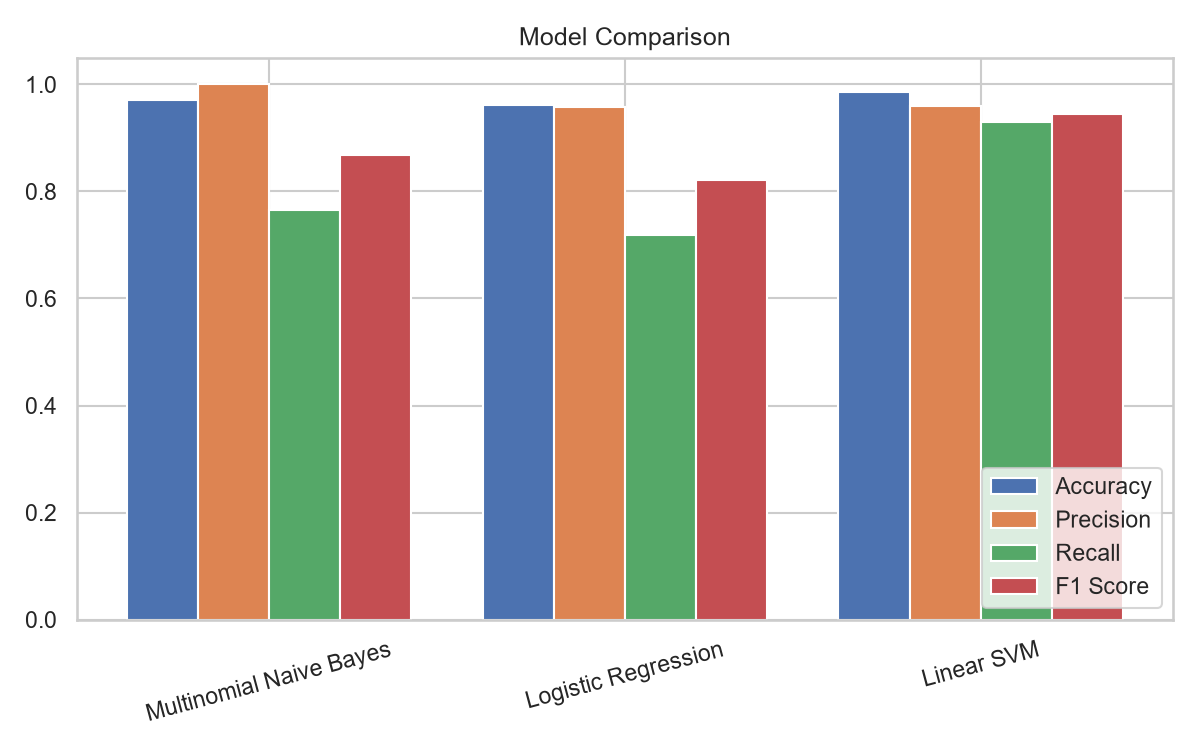 Model Comparison
1.0
0.8
0.6
0.4
0.2
0.0
Accuracy
Precision
Recall
F1 Score
Multinomial Naive Bayes
Logistic Regression
Linear SVM